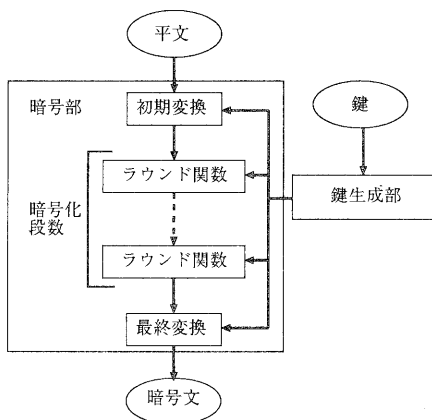 平文
暗号部
初期変換
鍵
ラウンド関数
鍵生成部
暗号化
段数
ラウンド関数
最終変換
暗号文